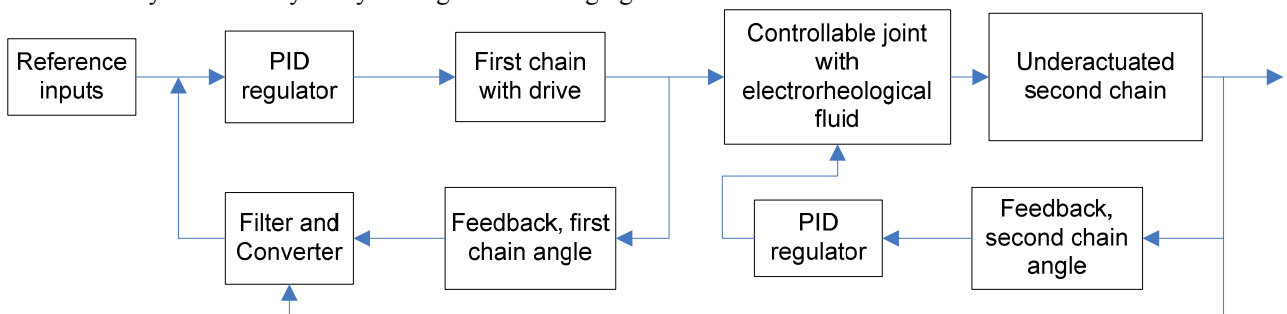 Reference
inputs
PID
regulator
First chain
with drive
Controllable joint
with
electrorheological
fluid
Underactuated
second chain
Filter and
Converter
Feedback, first
chain angle
PID
regulator
Feedback,
second chain
angle